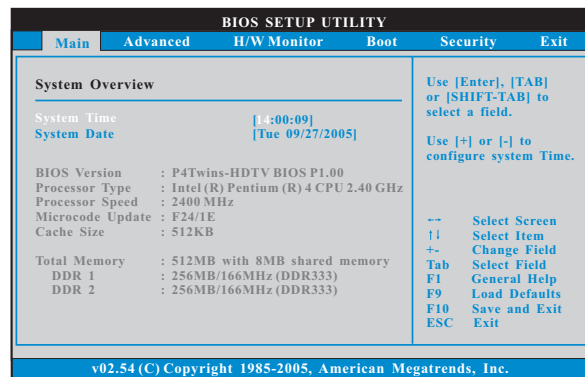 BIOS SETUP UTILITY
Main Advanced H/W Monitor Boot Security Exit
System Overview
System Time [14:00:09]
System Date [Tue 09/27/2005]
BIOS Version : P4Twins-HDTV BIOS P1.00
Processor Type : Intel (R) Pentium (R) 4 CPU 2.40 GHz
Processor Speed : 2400 MHz
Microcode Update : F24/1E
Cache Size : 512KB
Total Memory : 512MB with 8MB shared memory
DDR 1 : 256MB/166MHz (DDR333)
DDR 2 : 256MB/166MHz (DDR333)
Use [Enter], [TAB]
or [SHIFT-TAB] to
select a field.
Use [+] or [-] to
configure system Time.
←→ Select Screen
↑↓ Select Item
+- Change Field
Tab Select Field
F1 General Help
F9 Load Defaults
F10 Save and Exit
ESC Exit
v02.54 (C) Copyright 1985-2005, American Megatrends, Inc.